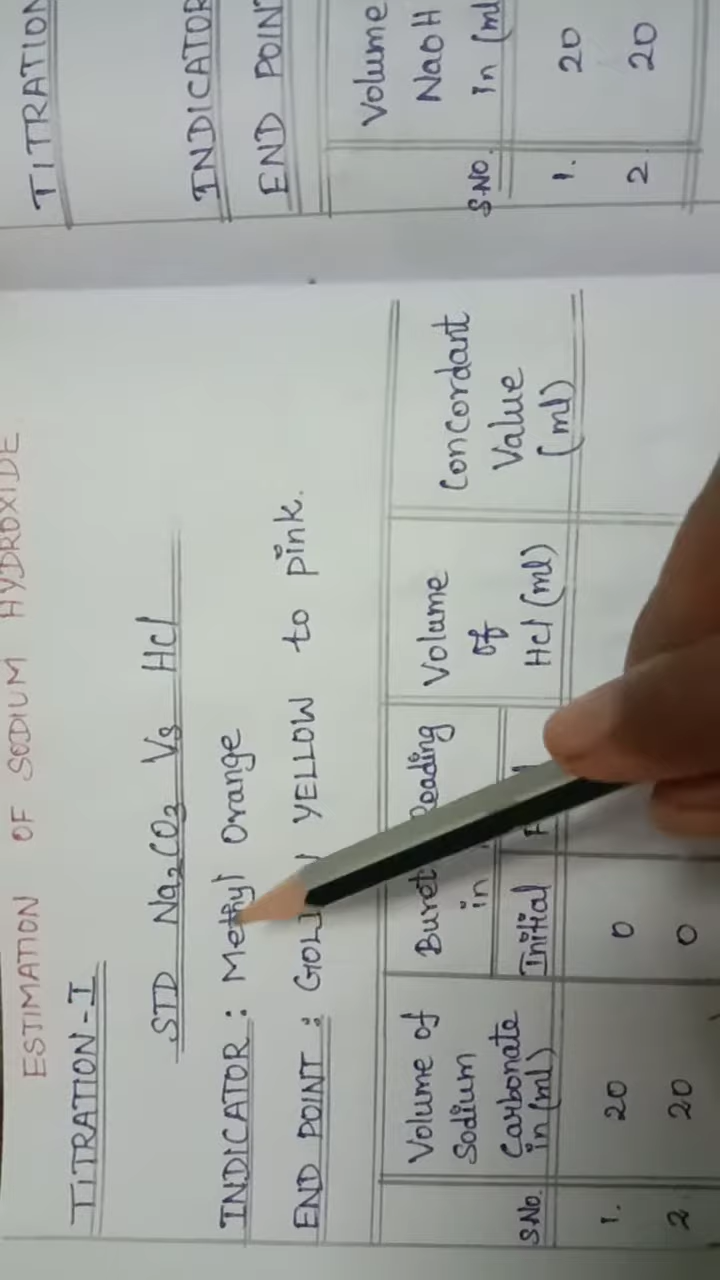 ESTIMATION OF SODIUM HYDROXIDE
TITRATION-I
STD Na₂CO₃ Vs HCl
INDICATOR : Methyl Orange
END POINT : YELLOW to pink.
S.No.
Volume of
Sodium
Carbonate
in (ml)
in
Initial
Volume
of
HCl (ml)
Concordant
Value
(ml)
1. 20 0
2 20 0
TITRATION
INDICATOR
END POINT
S.NO.
Volume
NaOH
in (ml
1. 20
2. 20